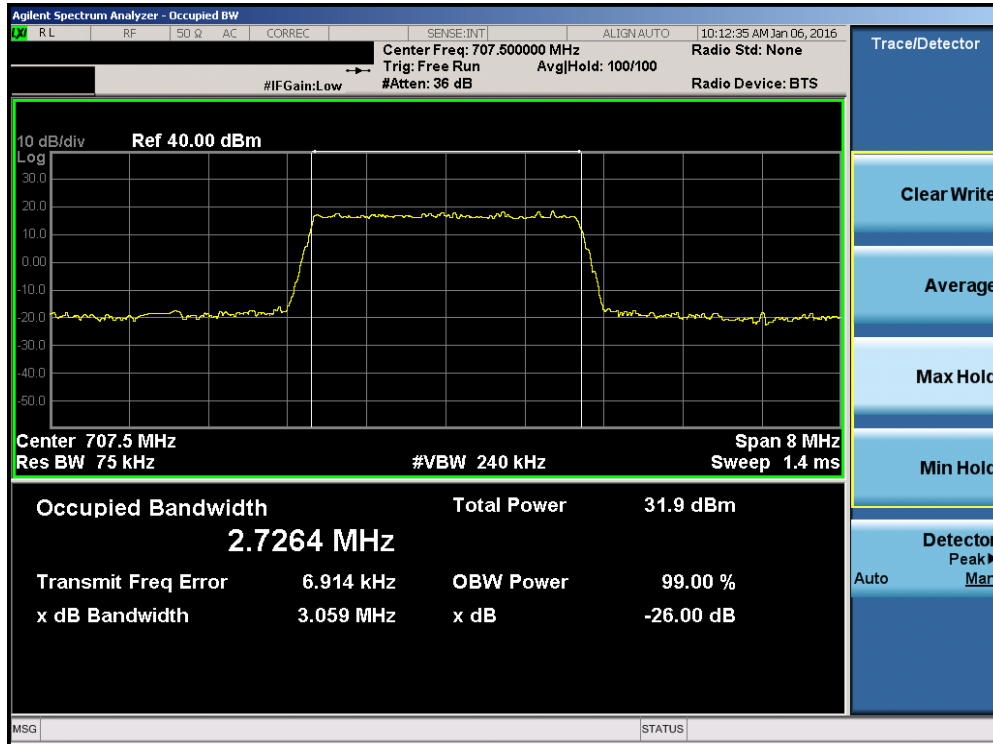 Agilent Spectrum Analyzer - Occupied BW
LXI RL RF 50 Ω AC CORREC SENSE:INT ALIGN AUTO 10:12:35 AM Jan 06, 2016
Center Freq: 707.500000 MHz Radio Std: None
Trig: Free Run Avg|Hold: 100/100
#IFGain:Low #Atten: 36 dB Radio Device: BTS
Trace/Detector
10 dB/div Ref 40.00 dBm
Log
30.0
20.0
10.0
0.00
-10.0
-20.0
-30.0
-40.0
-50.0
Center 707.5 MHz Span 8 MHz
Res BW 75 kHz #VBW 240 kHz Sweep 1.4 ms
Occupied Bandwidth Total Power 31.9 dBm
2.7264 MHz
Transmit Freq Error 6.914 kHz OBW Power 99.00 %
x dB Bandwidth 3.059 MHz x dB -26.00 dB
Clear Write
Average
Max Hold
Min Hold
Detector
Peak▶
Auto Man
MSG STATUS